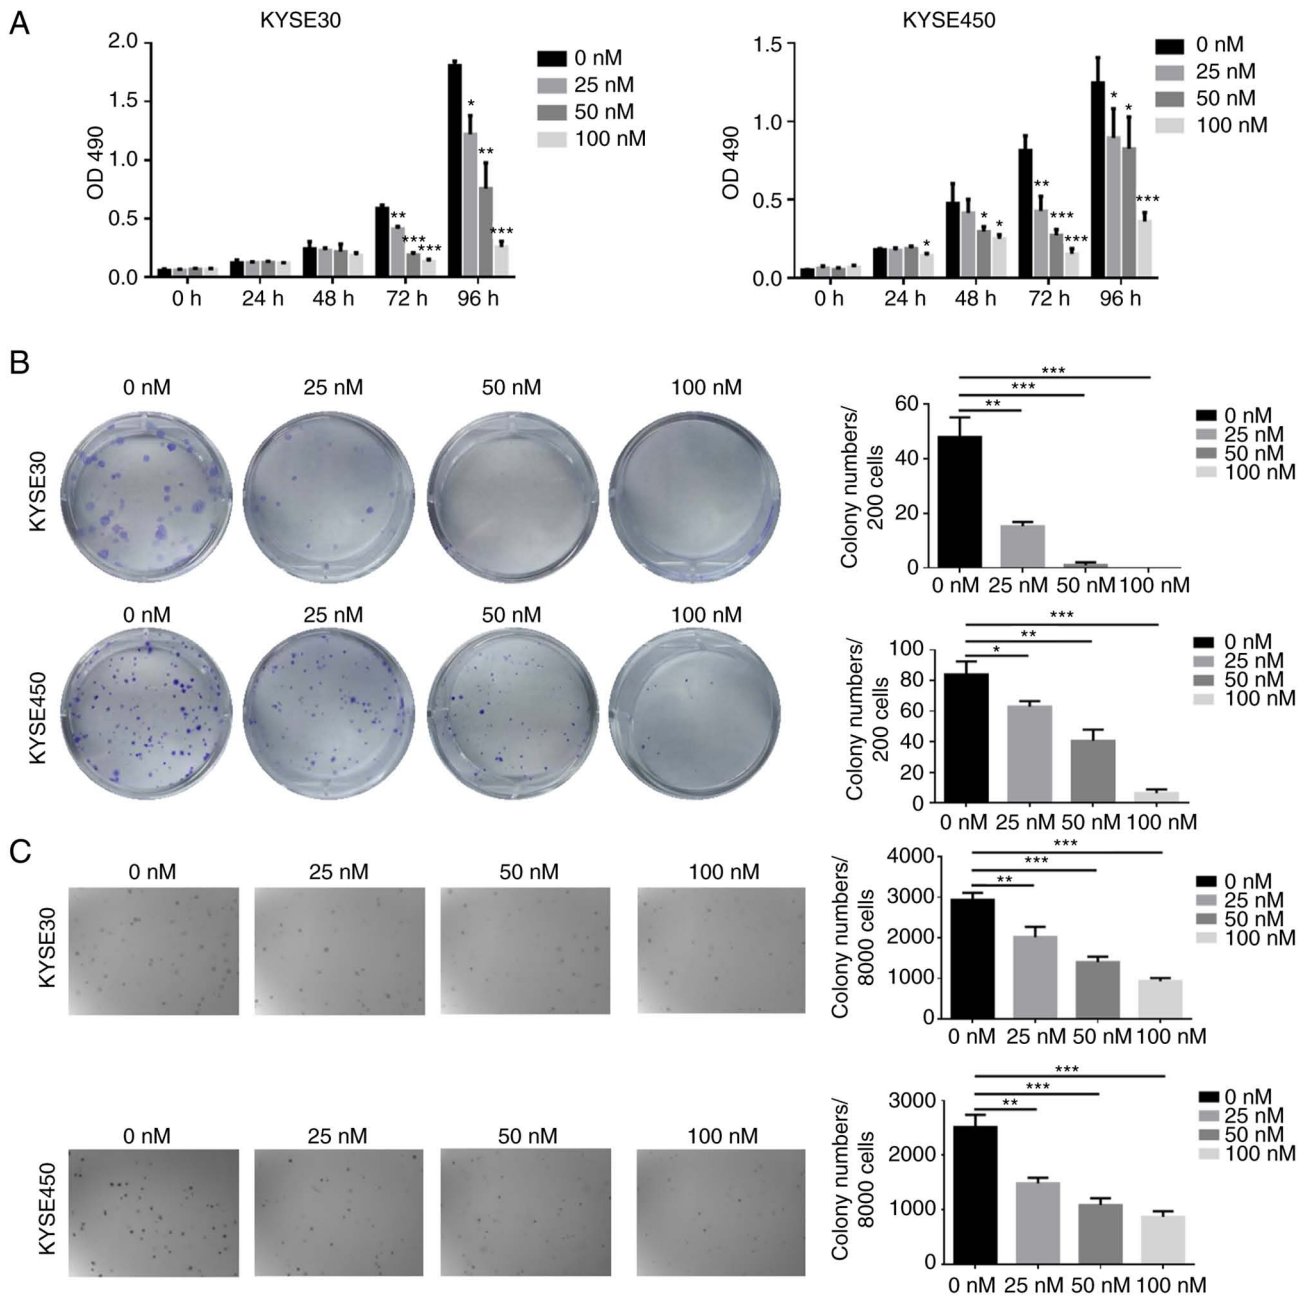 A
KYSE30
KYSE450
OD 490
2.0
1.5
1.0
0.5
0.0
0 h
24 h
48 h
72 h
96 h
0 nM
25 nM
50 nM
100 nM
**
***
***
*
**
***
OD 490
1.5
1.0
0.5
0.0
0 h
24 h
48 h
72 h
96 h
0 nM
25 nM
50 nM
100 nM
*
*
*
**
***
***
*
*
***
B
0 nM
25 nM
50 nM
100 nM
KYSE30
Colony numbers/
200 cells
60
40
20
0
***
***
**
0 nM
25 nM
50 nM
100 nM
0 nM
25 nM
50 nM
100 nM
0 nM
25 nM
50 nM
100 nM
KYSE450
Colony numbers/
200 cells
100
80
60
40
20
0
***
**
*
0 nM
25 nM
50 nM
100 nM
0 nM
25 nM
50 nM
100 nM
C
0 nM
25 nM
50 nM
100 nM
KYSE30
Colony numbers/
8000 cells
4000
3000
2000
1000
0
***
***
**
0 nM
25 nM
50 nM
100 nM
0 nM
25 nM
50 nM
100 nM
0 nM
25 nM
50 nM
100 nM
KYSE450
Colony numbers/
8000 cells
3000
2000
1000
0
***
***
**
0 nM
25 nM
50 nM
100 nM
0 nM
25 nM
50 nM
100 nM